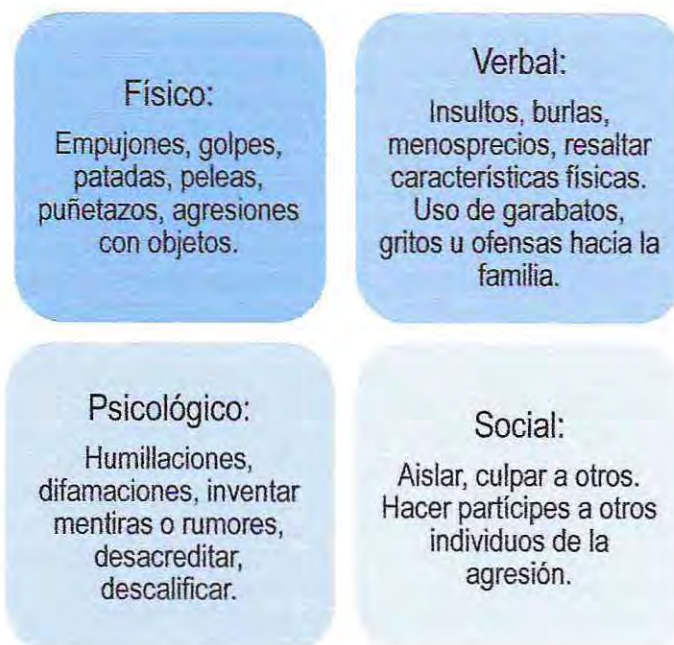 Físico:
Empujones, golpes,
patadas, peleas,
puñetazos, agresiones
con objetos.
Verbal:
Insultos, burlas,
menosprecios, resaltar
características físicas.
Uso de garabatos,
gritos u ofensas hacia la
familia.
Psicológico:
Humillaciones,
difamaciones, inventar
mentiras o rumores,
desacreditar,
descalificar.
Social:
Aislar, culpar a otros.
Hacer partícipes a otros
individuos de la
agresión.